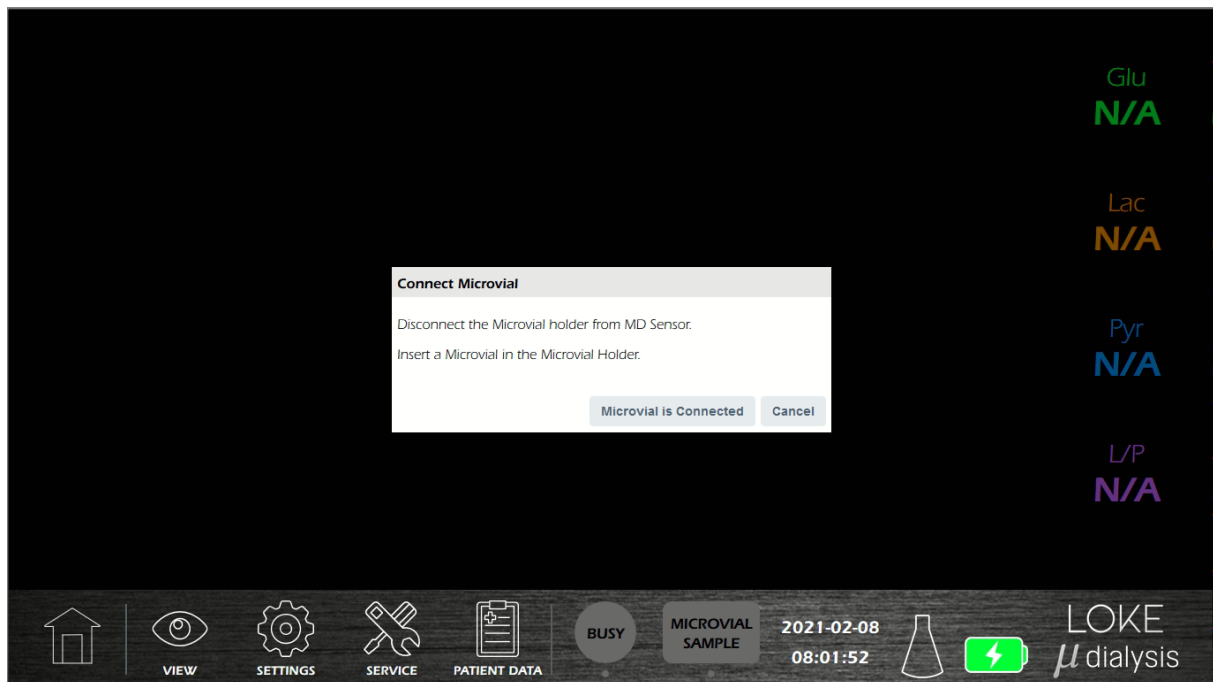 Glu
N/A
Lac
N/A
Connect Microvial
Disconnect the Microvial holder from MD Sensor.
Insert a Microvial in the Microvial Holder.
Microvial is Connected
Cancel
Pyr
N/A
L/P
N/A
VIEW
SETTINGS
SERVICE
PATIENT DATA
BUSY
MICROVIAL
SAMPLE
2021-02-08
08:01:52
LOKE
μ dialysis